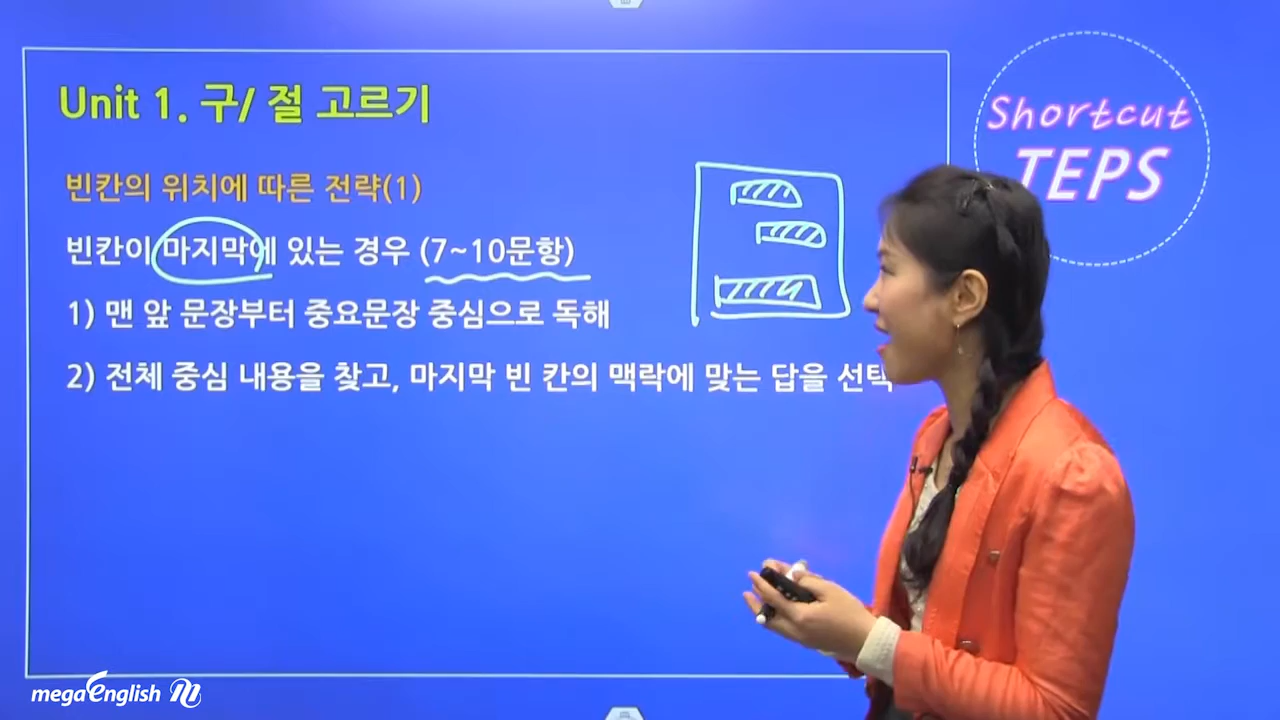 Unit 1. 구/ 절 고르기
Shortcut
TEPS
빈칸의 위치에 따른 전략(1)
빈칸이 마지막에 있는 경우 (7~10문항)
1) 맨 앞 문장부터 중요문장 중심으로 독해
2) 전체 중심 내용을 찾고, 마지막 빈 칸의 맥락에 맞는 답을 선택
megaEnglish m